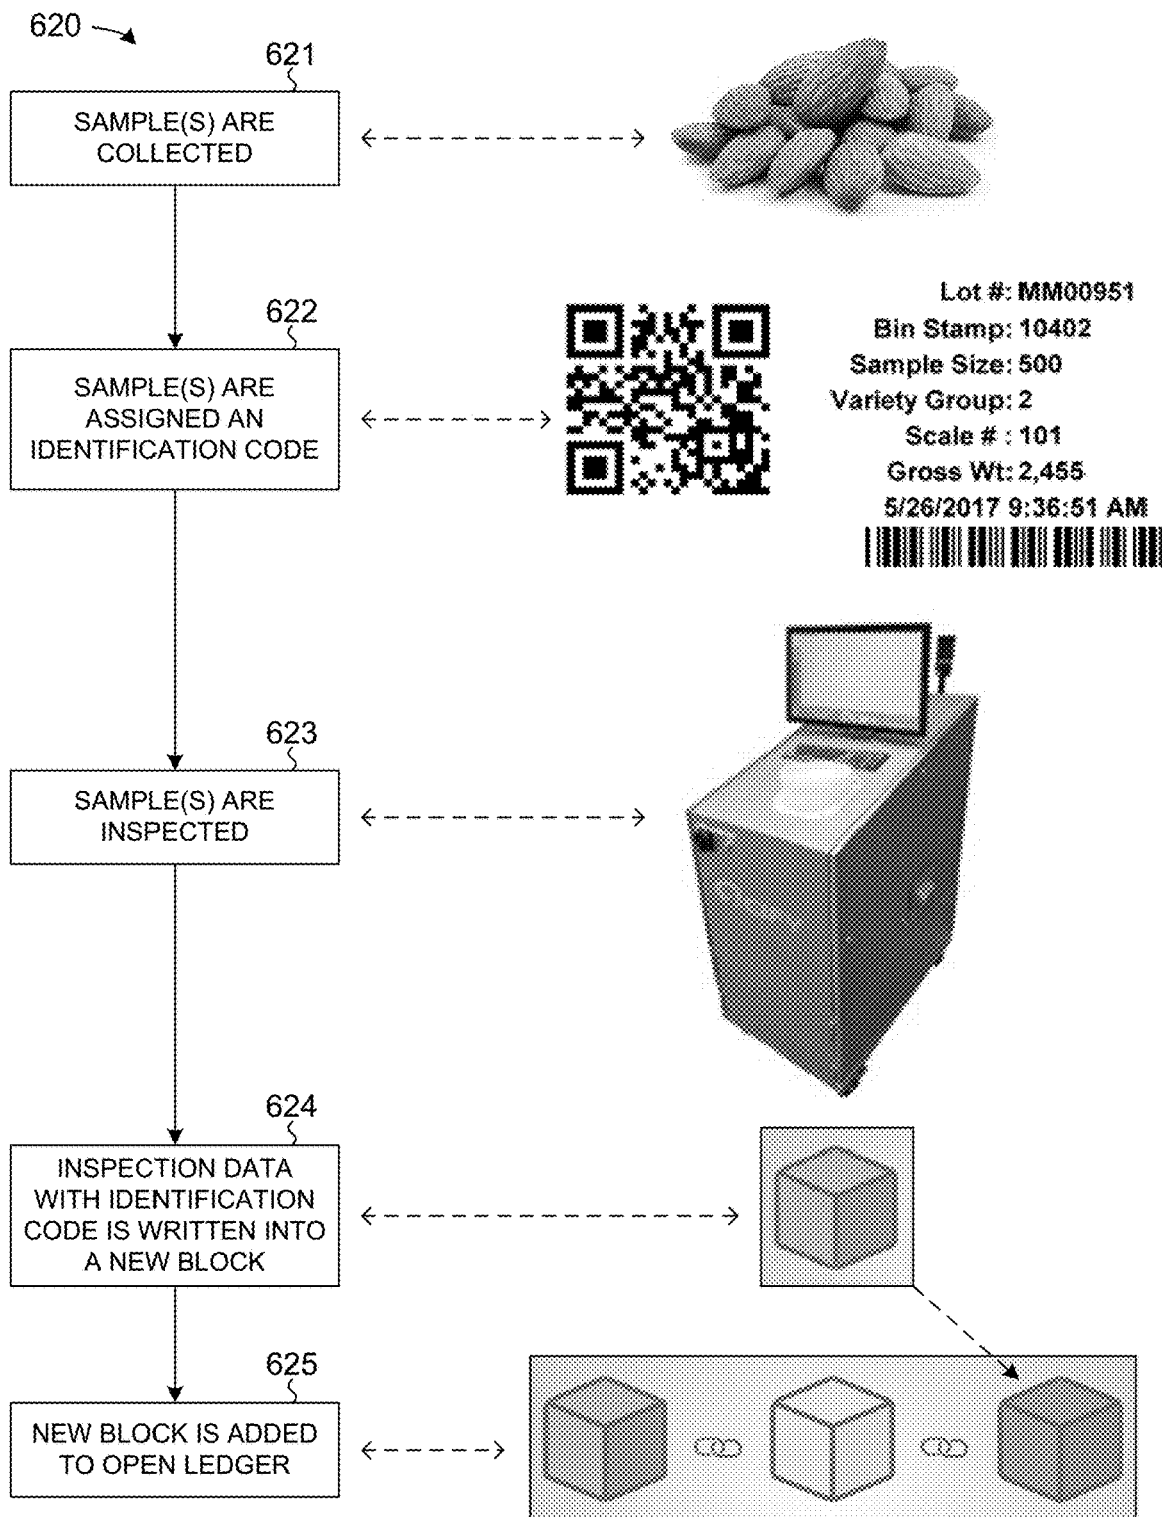 620
621
SAMPLE(S) ARE
COLLECTED
622
SAMPLE(S) ARE
ASSIGNED AN
IDENTIFICATION CODE
Lot #: MM00951
Bin Stamp: 10402
Sample Size: 500
Variety Group: 2
Scale # : 101
Gross Wt: 2,455
5/26/2017 9:36:51 AM
623
SAMPLE(S) ARE
INSPECTED
624
INSPECTION DATA
WITH IDENTIFICATION
CODE IS WRITTEN INTO
A NEW BLOCK
625
NEW BLOCK IS ADDED
TO OPEN LEDGER